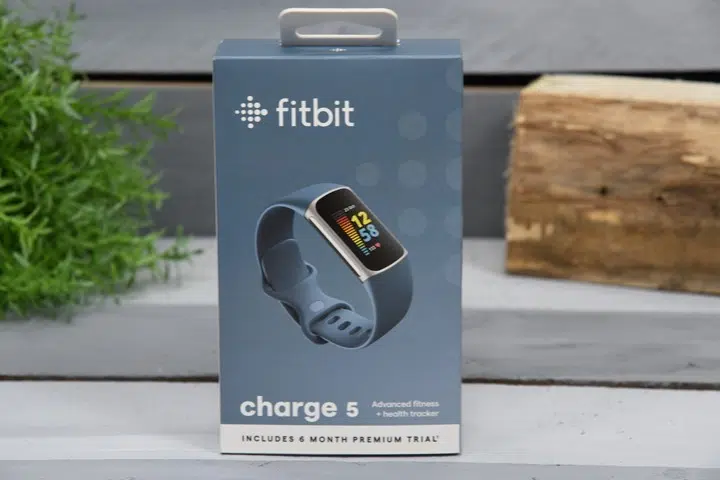 fitbit
12
58
charge 5
Advanced fitness
+ health tracker
INCLUDES 6 MONTH PREMIUM TRIAL*